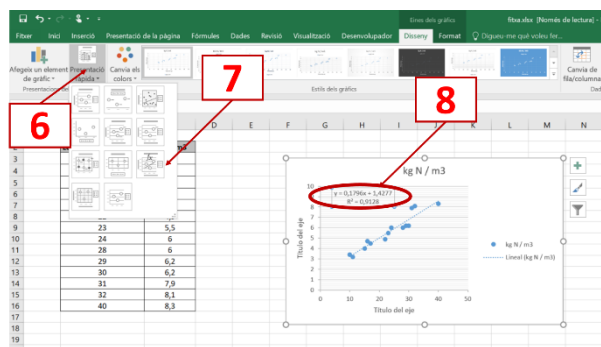 Eines de gràfics
fitxa.xlsx [Només de lectura] -
Fitxer Inici Inserció Presentació de la pàgina Fórmules Dades Revisió Visualització Desenvolupador Disseny Format Digueu-me què voleu fer...
Afegeix un element de gràfic
Presentació ràpida
Canvia els colors
Canvia de fila/columna
Estils dels gràfics
Dad
6
7
8
D E F G H I K L M N
m3
3
4
5
6
7
8
9 23 5,5
10 24 6
11 28 6
12 29 6,2
13 30 6,2
14 31 7,9
15 32 8,1
16 40 8,3
17
18
19
kg N / m3
y = 0,1796x + 1,4277
R² = 0,9128
Título del eje
10
9
8
7
6
5
4
3
2
1
0
0 10 20 30 40 50
Título del eje
kg N / m3
Lineal (kg N / m3)